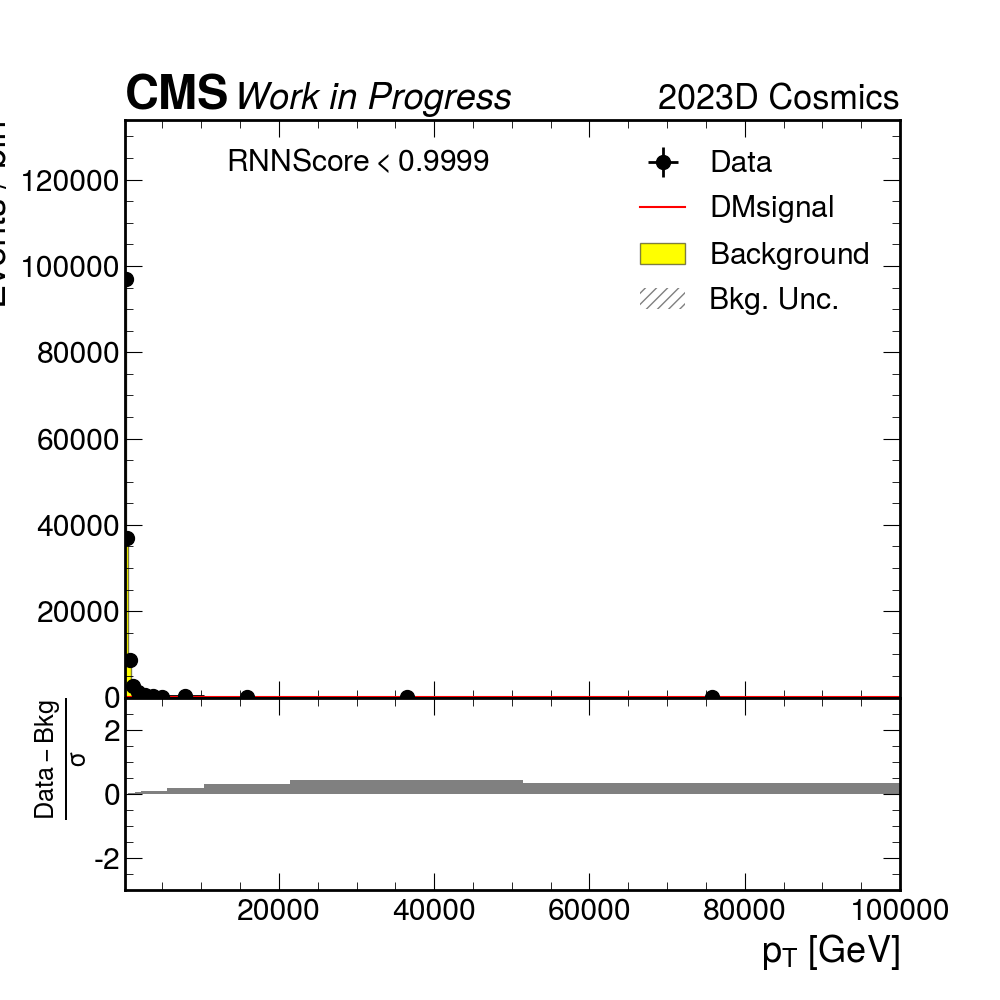 CMS Work in Progress 2023D Cosmics
RNNScore < 0.9999
Data
DMsignal
Background
Bkg. Unc.
120000
100000
80000
60000
40000
20000
0
Data – Bkg
σ
2
0
-2
20000 40000 60000 80000 100000
pT [GeV]